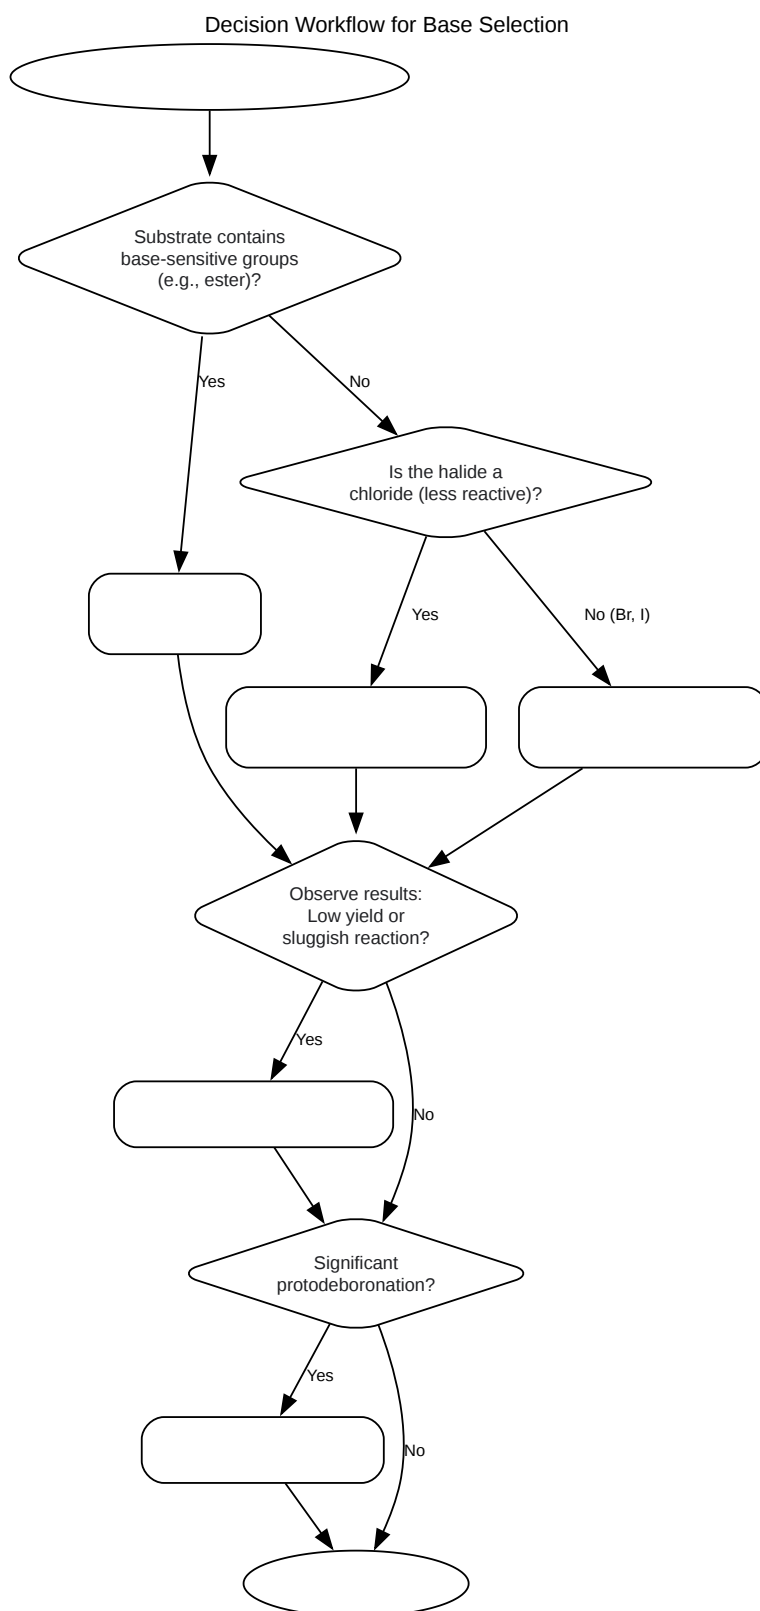 Decision Workflow for Base Selection
Substrate contains
base-sensitive groups
(e.g., ester)?
Yes
No
Is the halide a
chloride (less reactive)?
Yes
No (Br, I)
Observe results:
Low yield or
sluggish reaction?
Yes
No
Significant
protodeboronation?
Yes
No